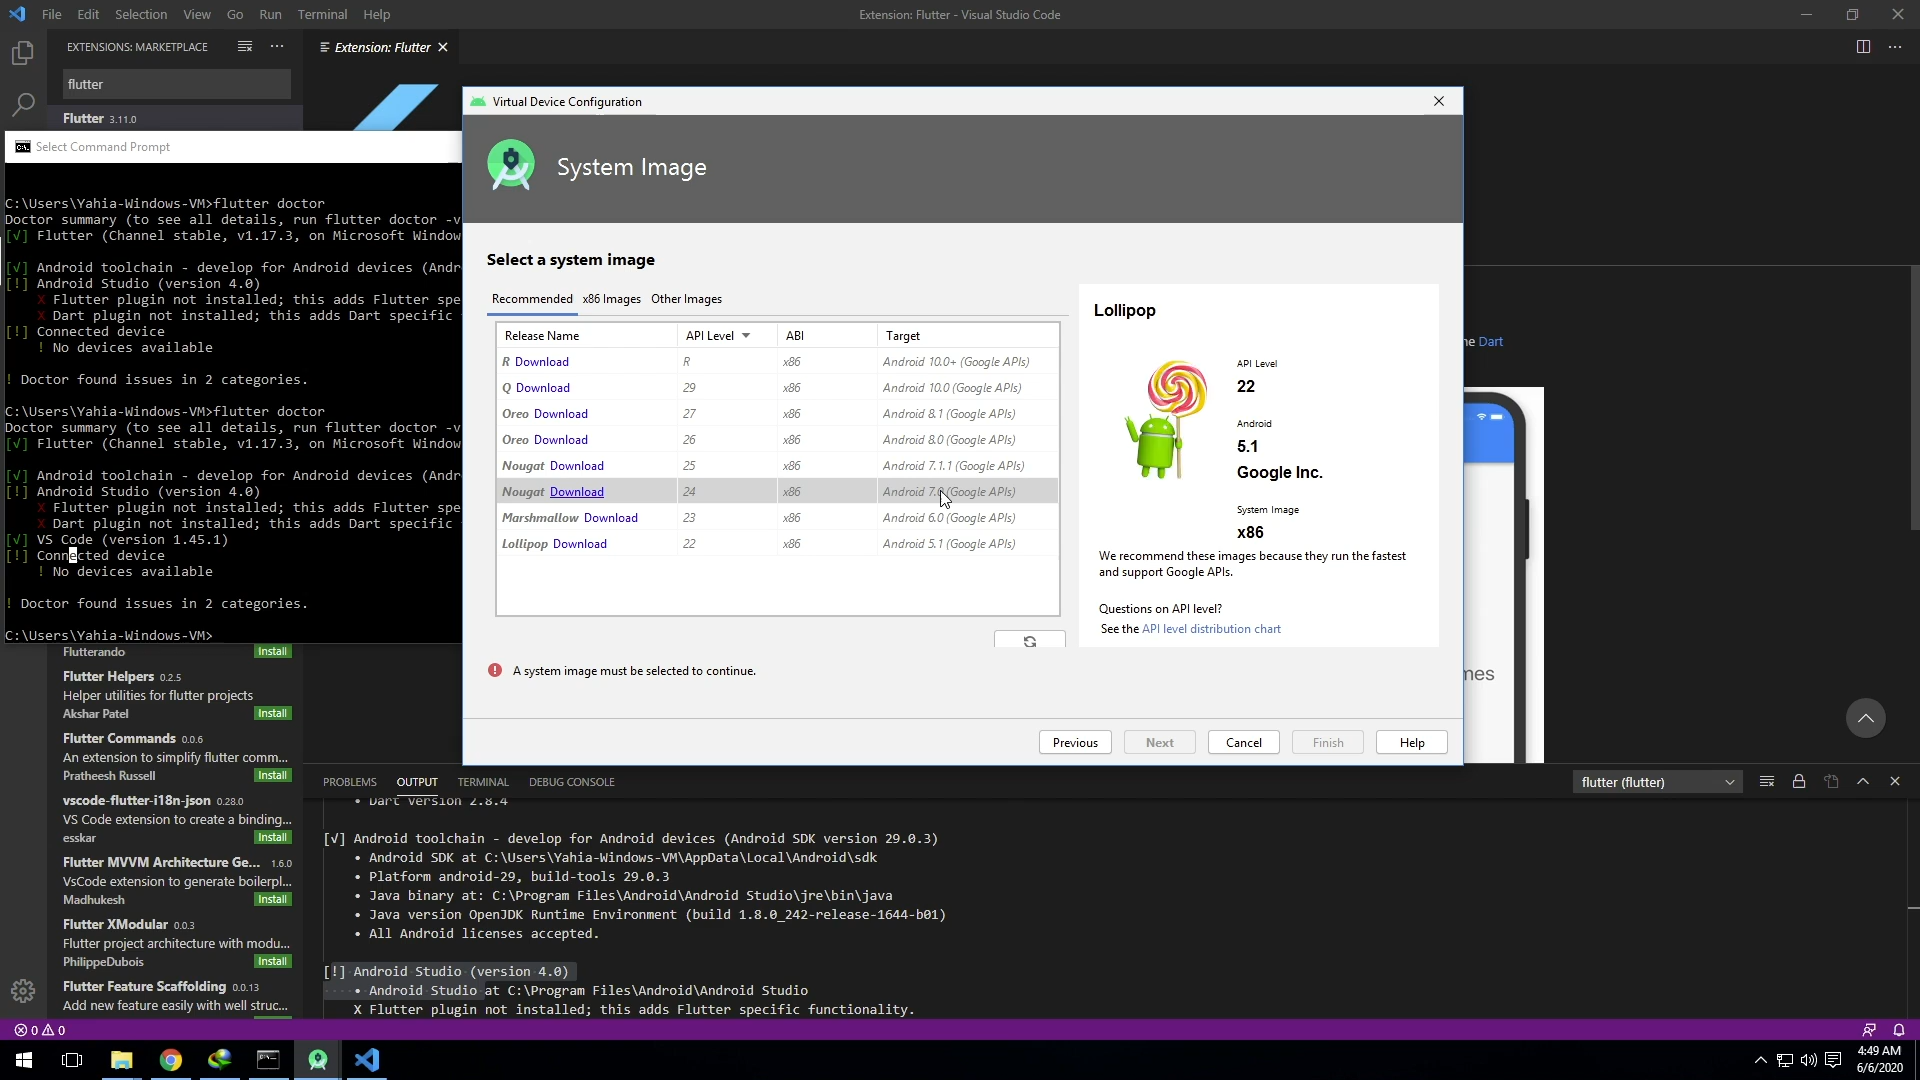 File Edit Selection View Go Run Terminal Help
Extension: Flutter - Visual Studio Code
EXTENSIONS: MARKETPLACE
Extension: Flutter
flutter
Flutter 3.11.0
Select Command Prompt
C:\Users\Yahia-Windows-VM>flutter doctor
Doctor summary (to see all details, run flutter doctor -v
[√] Flutter (Channel stable, v1.17.3, on Microsoft Window
[√] Android toolchain - develop for Android devices (Andr
[!] Android Studio (version 4.0)
X Flutter plugin not installed; this adds Flutter spe
X Dart plugin not installed; this adds Dart specific
[!] Connected device
! No devices available
! Doctor found issues in 2 categories.
C:\Users\Yahia-Windows-VM>flutter doctor
Doctor summary (to see all details, run flutter doctor -v
[√] Flutter (Channel stable, v1.17.3, on Microsoft Window
[√] Android toolchain - develop for Android devices (Andr
[!] Android Studio (version 4.0)
X Flutter plugin not installed; this adds Flutter spe
X Dart plugin not installed; this adds Dart specific
[√] VS Code (version 1.45.1)
[!] Connected device
! No devices available
! Doctor found issues in 2 categories.
C:\Users\Yahia-Windows-VM>
Flutterando Install
Flutter Helpers 0.2.5
Helper utilities for flutter projects
Akshar Patel Install
Flutter Commands 0.0.6
An extension to simplify flutter comm...
Pratheesh Russell Install
vscode-flutter-i18n-json 0.28.0
VS Code extension to create a binding...
esskar Install
Flutter MVVM Architecture Ge... 1.6.0
VsCode extension to generate boilerpl...
Madhukesh Install
Flutter XModular 0.0.3
Flutter project architecture with modu...
PhilippeDubois Install
Flutter Feature Scaffolding 0.0.13
Add new feature easily with well struc...
Virtual Device Configuration
System Image
Select a system image
Recommended x86 Images Other Images
Release Name API Level ABI Target
R Download R x86 Android 10.0+ (Google APIs)
Q Download 29 x86 Android 10.0 (Google APIs)
Oreo Download 27 x86 Android 8.1 (Google APIs)
Oreo Download 26 x86 Android 8.0 (Google APIs)
Nougat Download 25 x86 Android 7.1.1 (Google APIs)
Nougat Download 24 x86 Android 7.0 (Google APIs)
Marshmallow Download 23 x86 Android 6.0 (Google APIs)
Lollipop Download 22 x86 Android 5.1 (Google APIs)
Lollipop
API Level
22
Android
5.1
Google Inc.
System Image
x86
We recommend these images because they run the fastest
and support Google APIs.
Questions on API level?
See the API level distribution chart
A system image must be selected to continue.
Previous Next Cancel Finish Help
he Dart
mes
PROBLEMS OUTPUT TERMINAL DEBUG CONSOLE
flutter (flutter)
• Dart version 2.8.4
[√] Android toolchain - develop for Android devices (Android SDK version 29.0.3)
• Android SDK at C:\Users\Yahia-Windows-VM\AppData\Local\Android\sdk
• Platform android-29, build-tools 29.0.3
• Java binary at: C:\Program Files\Android\Android Studio\jre\bin\java
• Java version OpenJDK Runtime Environment (build 1.8.0_242-release-1644-b01)
• All Android licenses accepted.
[!] Android Studio (version 4.0)
• Android Studio at C:\Program Files\Android\Android Studio
X Flutter plugin not installed; this adds Flutter specific functionality.
0 0
4:49 AM
6/6/2020